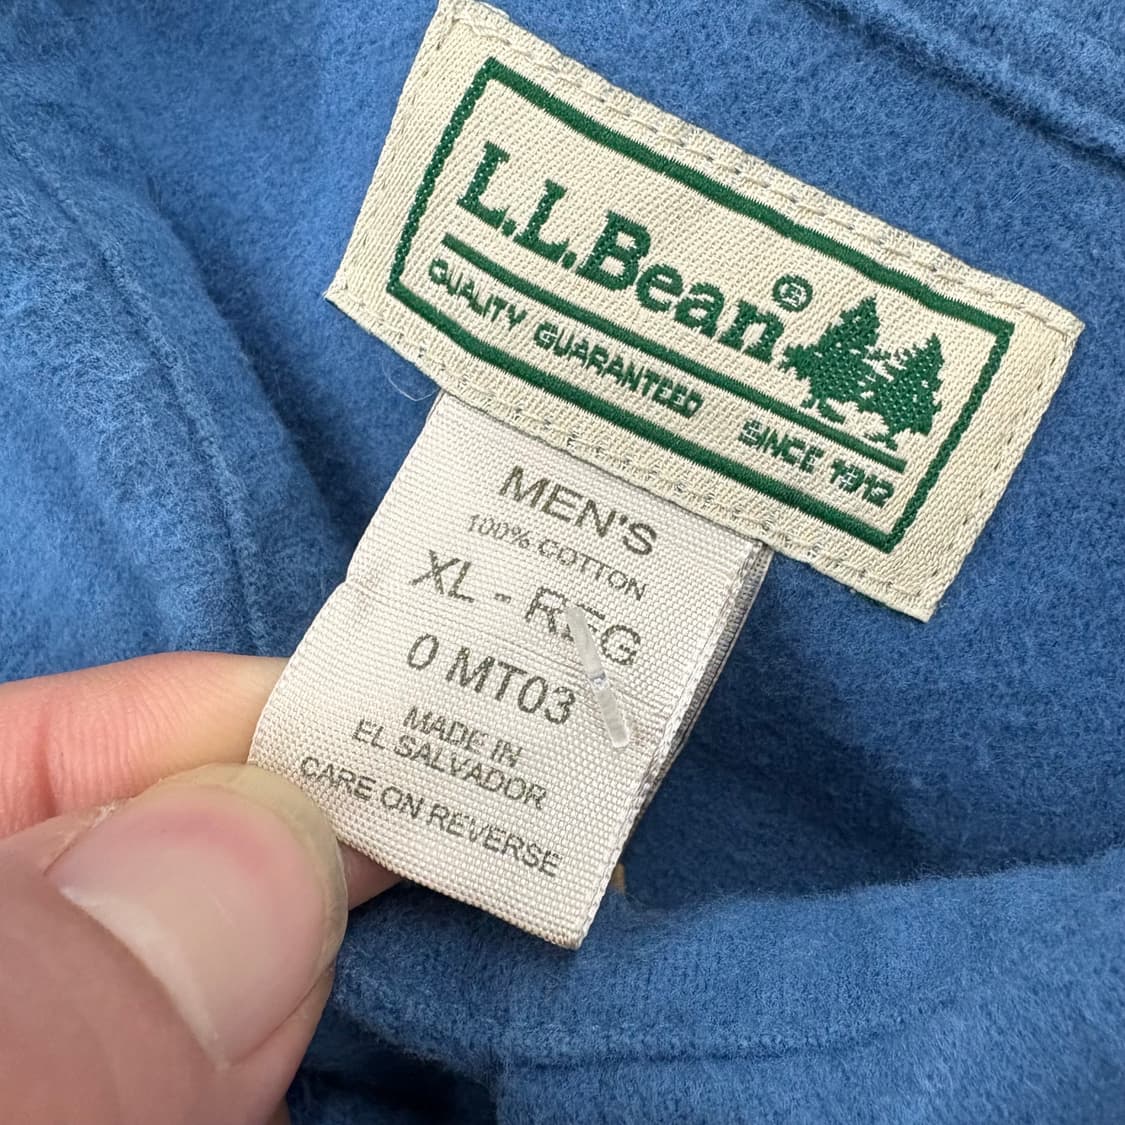 L.L.Bean®
QUALITY GUARANTEED SINCE 1912
MEN'S
100% COTTON
XL - REG
0 MT03
MADE IN
EL SALVADOR
CARE ON REVERSE